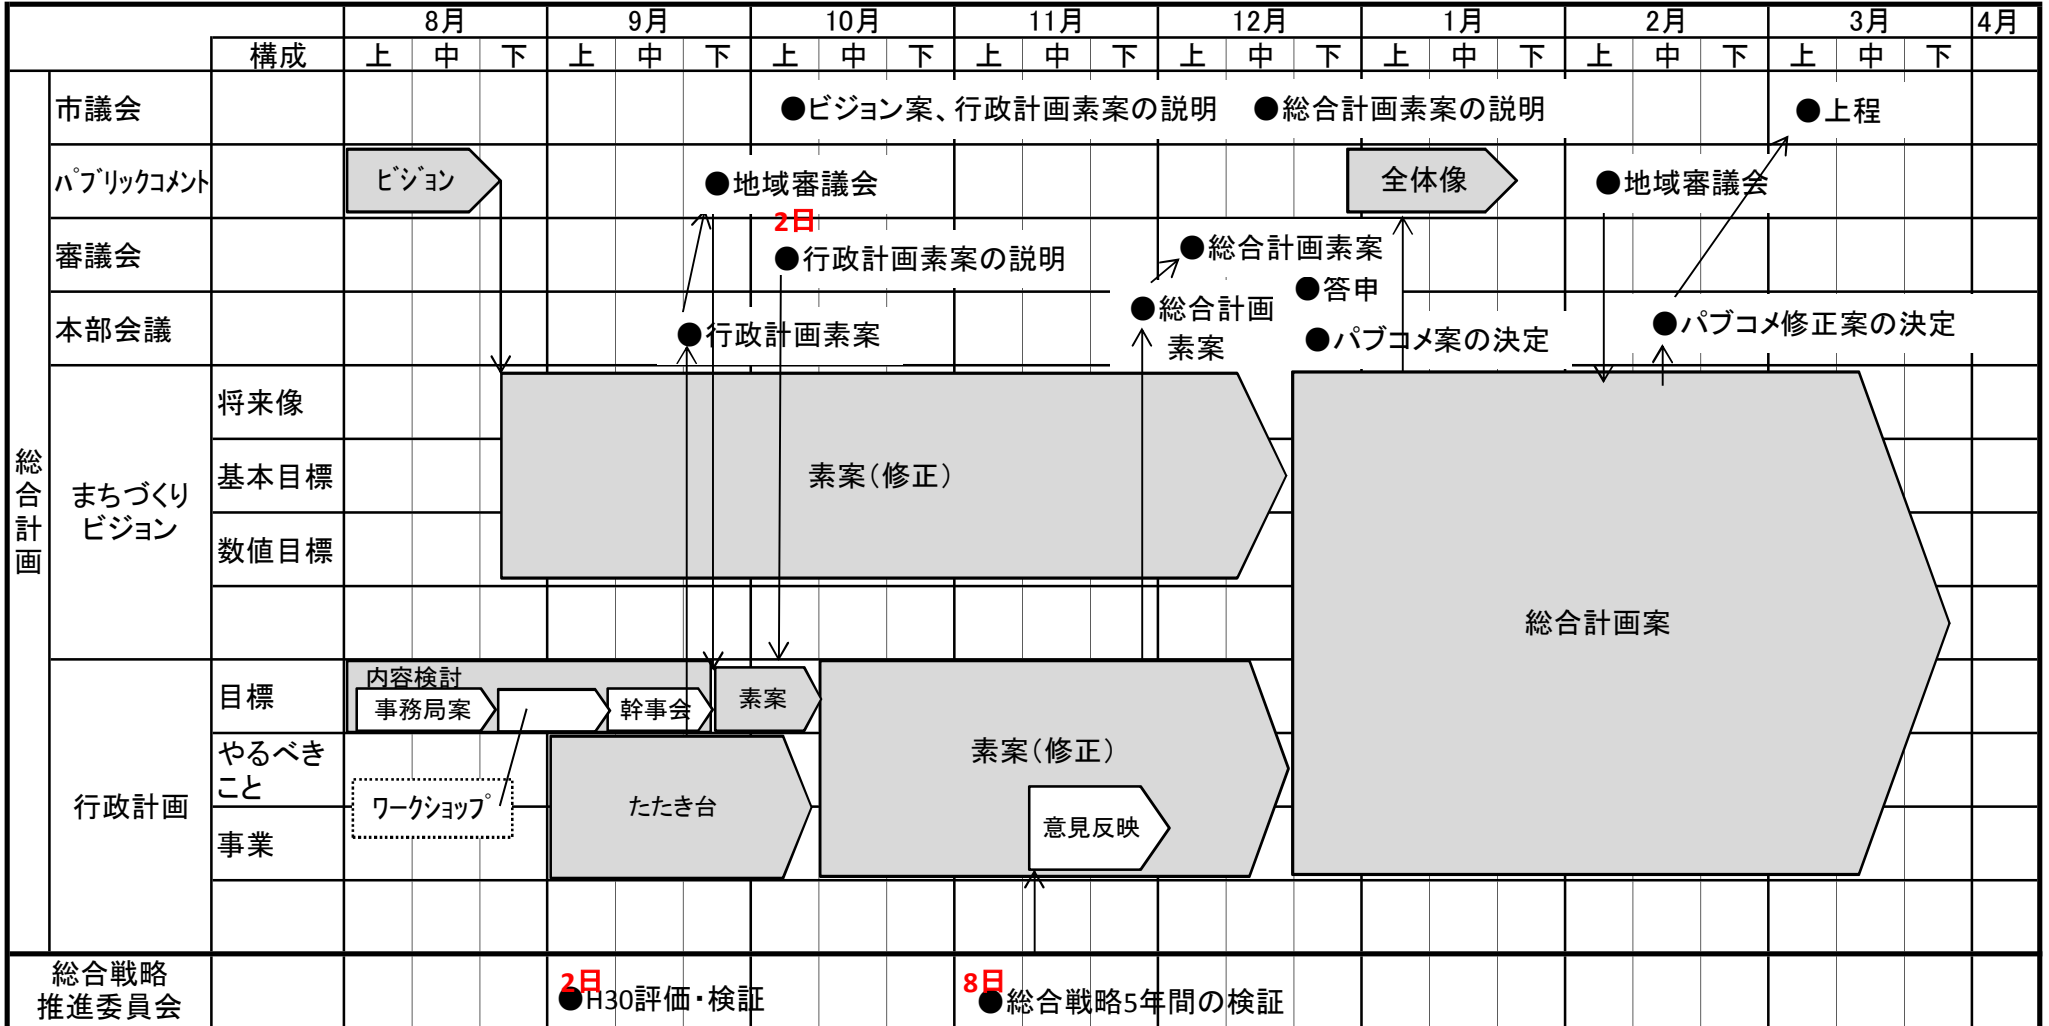 8月 9月 10月 11月 12月 1月 2月 3月 4月
構成 上 中 下 上 中 下 上 中 下 上 中 下 上 中 下 上 中 下 上 中 下 上 中 下
総合計画
市議会
●ビジョン案、行政計画素案の説明
●総合計画素案の説明
●上程
ﾊﾟﾌﾞﾘｯｸｺﾒﾝﾄ
ﾋﾞｼﾞｮﾝ
●地域審議会
全体像
●地域審議会
審議会
2日
●行政計画素案の説明
●総合計画素案
●答申
本部会議
●行政計画素案
●総合計画
素案
●パブコメ案の決定
●パブコメ修正案の決定
まちづくり
ビジョン
将来像
基本目標
数値目標
素案(修正)
総合計画案
行政計画
目標
内容検討
事務局案
幹事会
素案
やるべき
こと
ﾜｰｸｼｮｯﾌﾟ
たたき台
素案(修正)
事業
意見反映
総合戦略
推進委員会
2日
●H30評価・検証
8日
●総合戦略5年間の検証